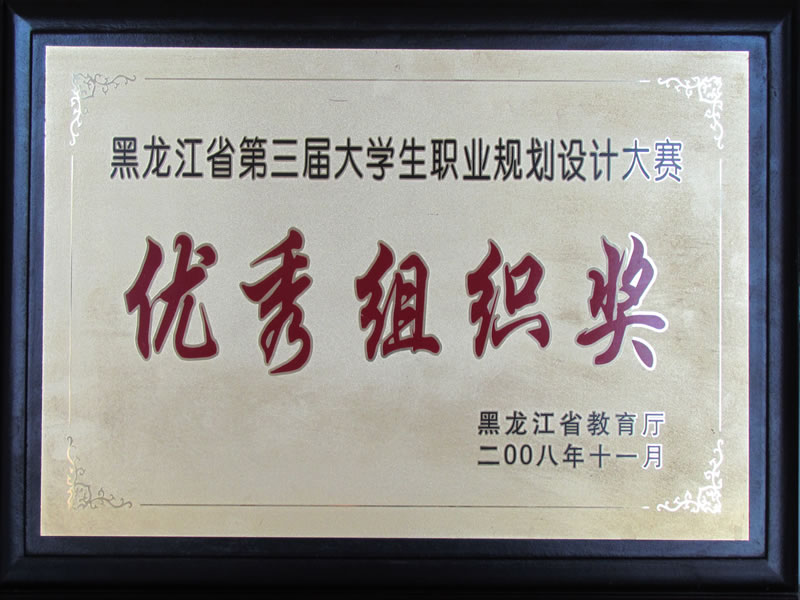 黑龙江省第三届大学生职业规划设计大赛
优秀组织奖
黑龙江省教育厅
二00八年十一月